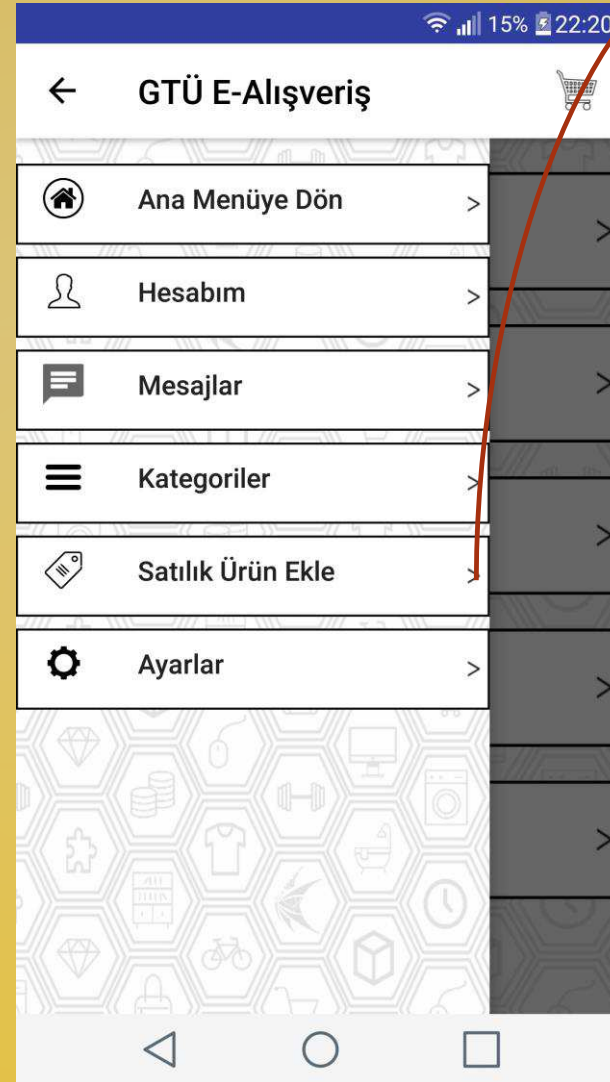 15% 22:20
GTÜ E-Alışveriş
Ana Menüye Dön >
Hesabım >
Mesajlar >
Kategoriler >
Satılık Ürün Ekle >
Ayarlar >